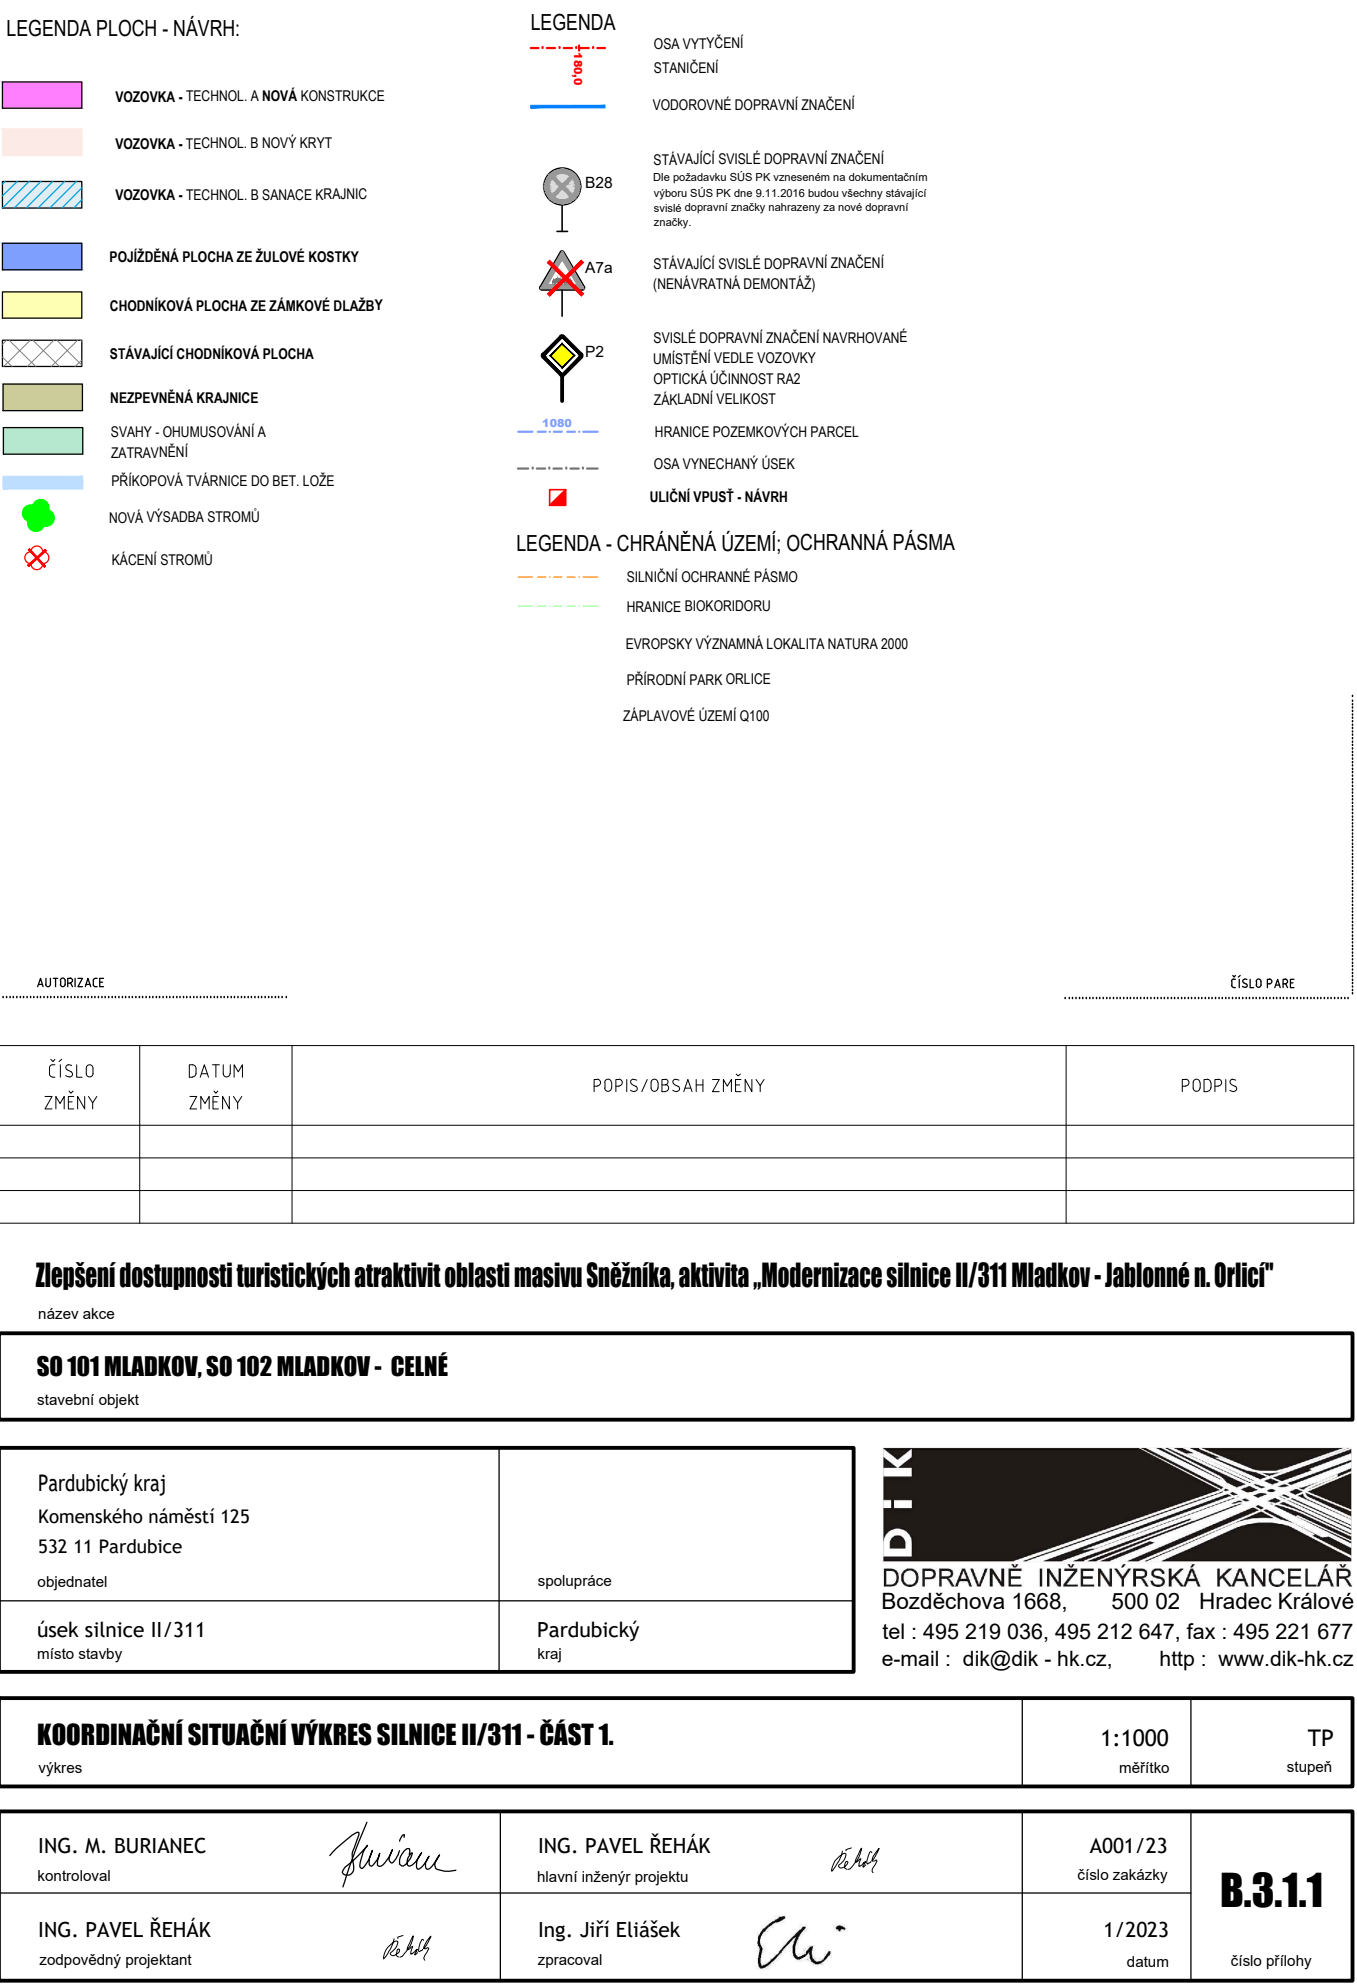 LEGENDA PLOCH - NÁVRH:
VOZOVKA - TECHNOL. A NOVÁ KONSTRUKCE
VOZOVKA - TECHNOL. B NOVÝ KRYT
VOZOVKA - TECHNOL. B SANACE KRAJNIC
POJÍŽDĚNÁ PLOCHA ZE ŽULOVÉ KOSTKY
CHODNÍKOVÁ PLOCHA ZE ZÁMKOVÉ DLAŽBY
STÁVAJÍCÍ CHODNÍKOVÁ PLOCHA
NEZPEVNĚNÁ KRAJNICE
SVAHY - OHUMUSOVÁNÍ A
ZATRAVNĚNÍ
PŘÍKOPOVÁ TVÁRNICE DO BET. LOŽE
NOVÁ VÝSADBA STROMŮ
KÁCENÍ STROMŮ
LEGENDA
180,0
OSA VYTYČENÍ
STANIČENÍ
VODOROVNÉ DOPRAVNÍ ZNAČENÍ
B28
STÁVAJÍCÍ SVISLÉ DOPRAVNÍ ZNAČENÍ
Dle požadavku SÚS PK vzneseném na dokumentačním
výboru SÚS PK dne 9.11.2016 budou všechny stávající
svislé dopravní značky nahrazeny za nové dopravní
značky.
A7a
STÁVAJÍCÍ SVISLÉ DOPRAVNÍ ZNAČENÍ
(NENÁVRATNÁ DEMONTÁŽ)
P2
SVISLÉ DOPRAVNÍ ZNAČENÍ NAVRHOVANÉ
UMÍSTĚNÍ VEDLE VOZOVKY
OPTICKÁ ÚČINNOST RA2
ZÁKLADNÍ VELIKOST
1080
HRANICE POZEMKOVÝCH PARCEL
OSA VYNECHANÝ ÚSEK
ULIČNÍ VPUSŤ - NÁVRH
LEGENDA - CHRÁNĚNÁ ÚZEMÍ; OCHRANNÁ PÁSMA
SILNIČNÍ OCHRANNÉ PÁSMO
HRANICE BIOKORIDORU
EVROPSKY VÝZNAMNÁ LOKALITA NATURA 2000
PŘÍRODNÍ PARK ORLICE
ZÁPLAVOVÉ ÚZEMÍ Q100
AUTORIZACE
ČÍSLO PARE
ČÍSLO
ZMĚNY
DATUM
ZMĚNY
POPIS/OBSAH ZMĚNY
PODPIS
Zlepšení dostupnosti turistických atraktivit oblasti masivu Sněžníka, aktivita „Modernizace silnice II/311 Mladkov - Jablonné n. Orlicí"
název akce
SO 101 MLADKOV, SO 102 MLADKOV - CELNÉ
stavební objekt
Pardubický kraj
Komenského náměstí 125
532 11 Pardubice
objednatel
spolupráce
úsek silnice II/311
místo stavby
Pardubický
kraj
DiK
DOPRAVNĚ INŽENÝRSKÁ KANCELÁŘ
Bozděchova 1668, 500 02 Hradec Králové
tel : 495 219 036, 495 212 647, fax : 495 221 677
e-mail : dik@dik - hk.cz, http : www.dik-hk.cz
KOORDINAČNÍ SITUAČNÍ VÝKRES SILNICE II/311 - ČÁST 1.
výkres
1:1000
měřítko
TP
stupeň
ING. M. BURIANEC
kontroloval
ING. PAVEL ŘEHÁK
hlavní inženýr projektu
Řehák
A001/23
číslo zakázky
B.3.1.1
číslo přílohy
ING. PAVEL ŘEHÁK
zodpovědný projektant
Řehák
Ing. Jiří Eliášek
zpracoval
1/2023
datum